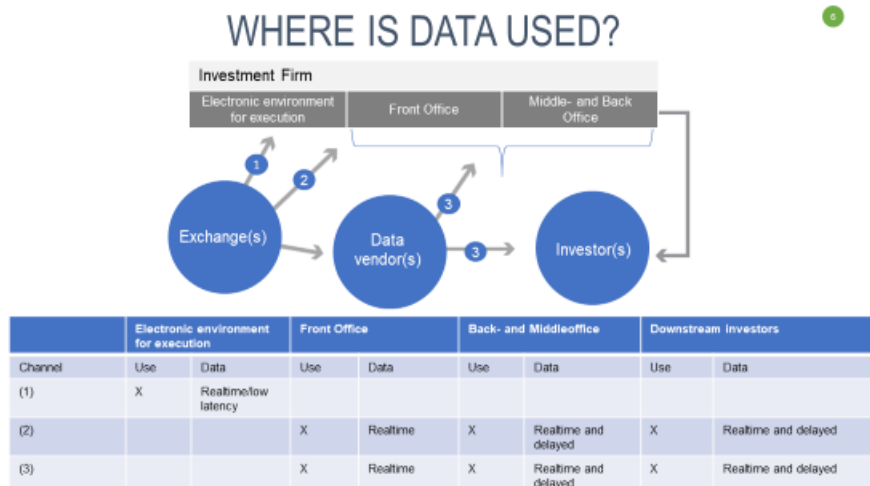 6
WHERE IS DATA USED?
Investment Firm
Electronic environment
for execution
Front Office
Middle- and Back
Office
1
2
3
3
Exchange(s)
Data
vendor(s)
Investor(s)
Electronic environment
for execution
Front Office
Back- and Middleoffice
Downstream investors
Channel
Use
Data
Use
Data
Use
Data
Use
Data
(1)
X
Realtime/low
latency
(2)
X
Realtime
X
Realtime and
delayed
X
Realtime and delayed
(3)
X
Realtime
X
Realtime and
delayed
X
Realtime and delayed